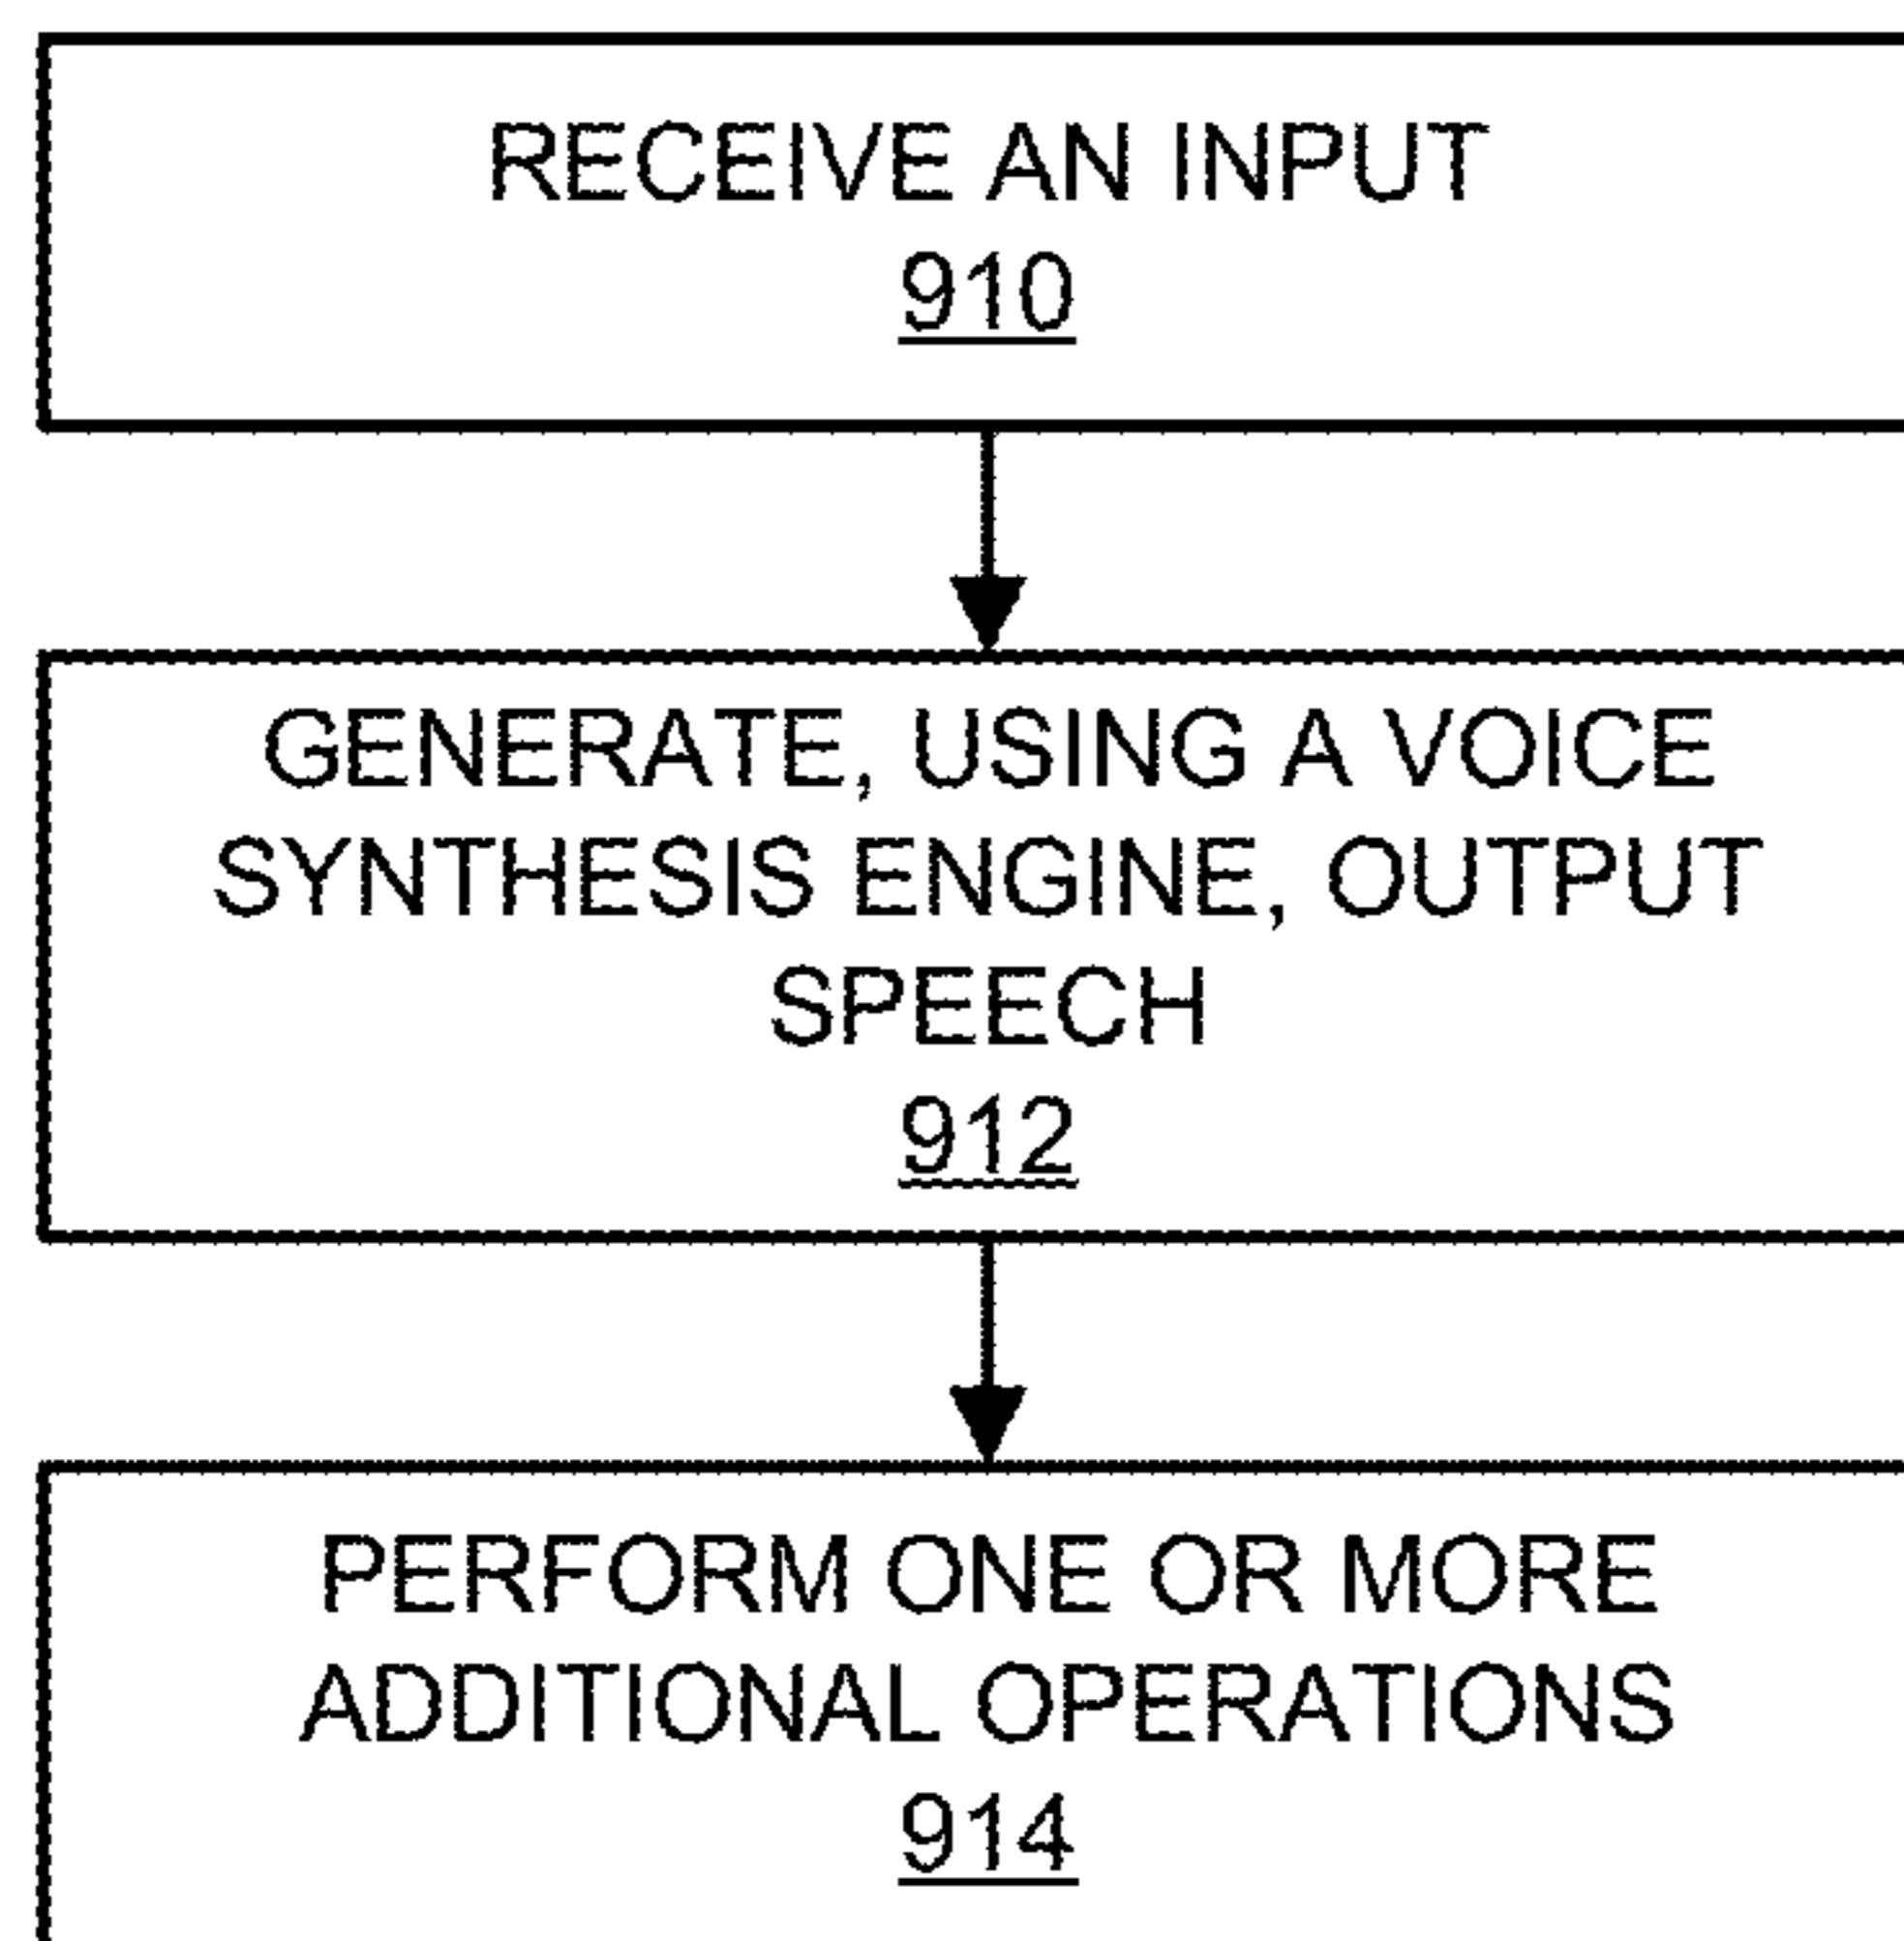 RECEIVE AN INPUT
910
GENERATE, USING A VOICE
SYNTHESIS ENGINE, OUTPUT
SPEECH
912
PERFORM ONE OR MORE
ADDITIONAL OPERATIONS
914